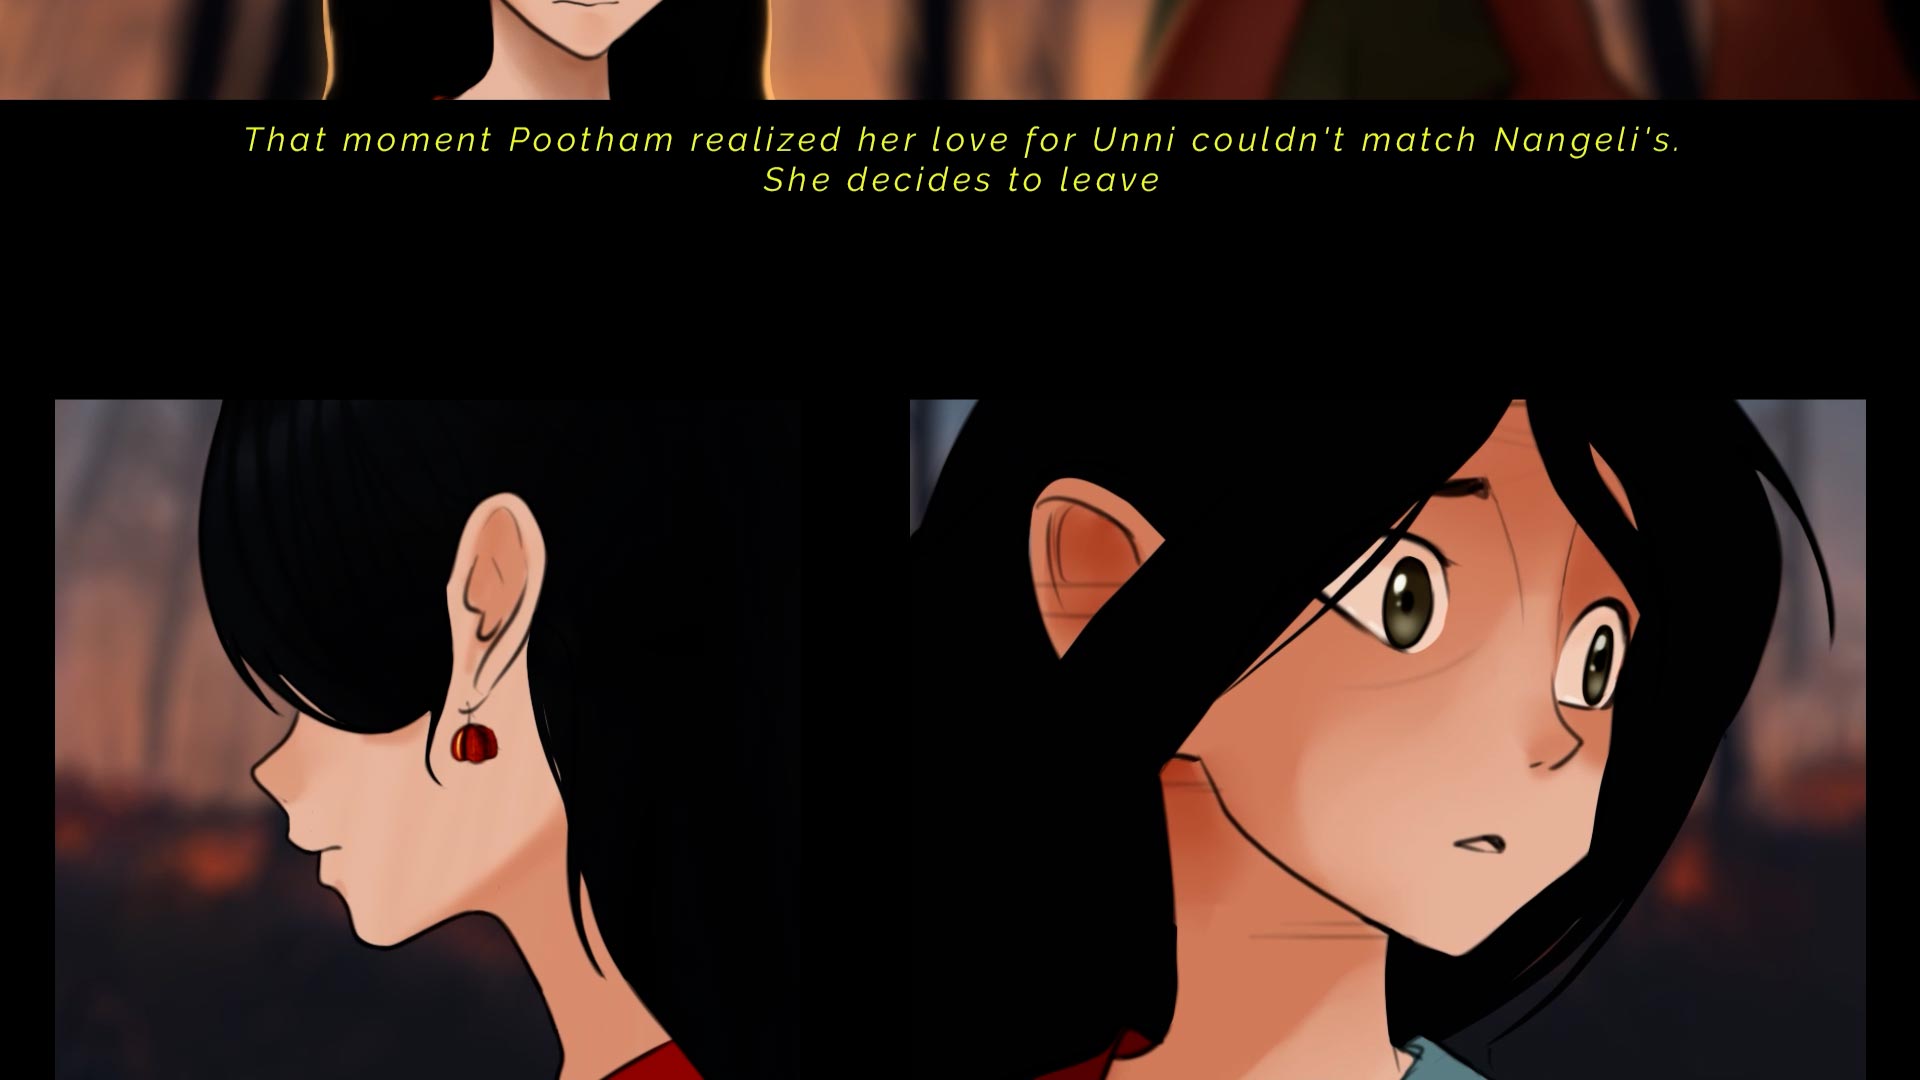 That moment Pootham realized her love for Unni couldn't match Nangeli's.
She decides to leave